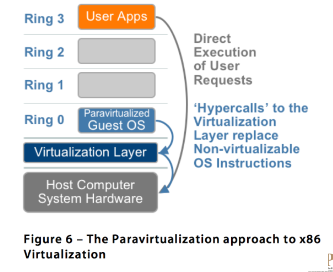 Ring 3
User Apps
Ring 2
Ring 1
Ring 0
Paravirtualized
Guest OS
Virtualization Layer
Host Computer
System Hardware
Direct
Execution
of User
Requests
‘Hypercalls’ to the
Virtualization
Layer replace
Non-virtualizable
OS Instructions
Figure 6 – The Paravirtualization approach to x86
Virtualization